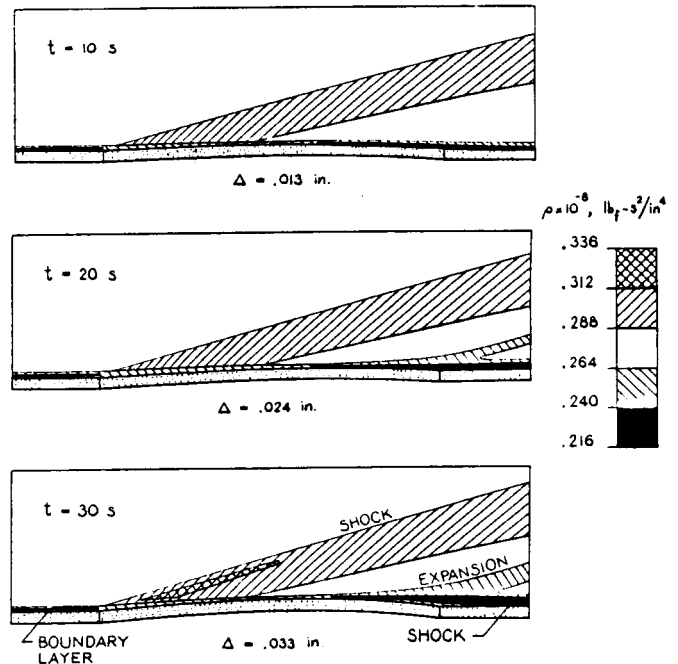 t = 10 s
Δ = .013 in.
t = 20 s
Δ = .024 in.
t = 30 s
SHOCK
EXPANSION
BOUNDARY
LAYER
Δ = .033 in.
SHOCK
ρ×10⁻⁸, lb_f-s²/in⁴
.336
.312
.288
.264
.240
.216